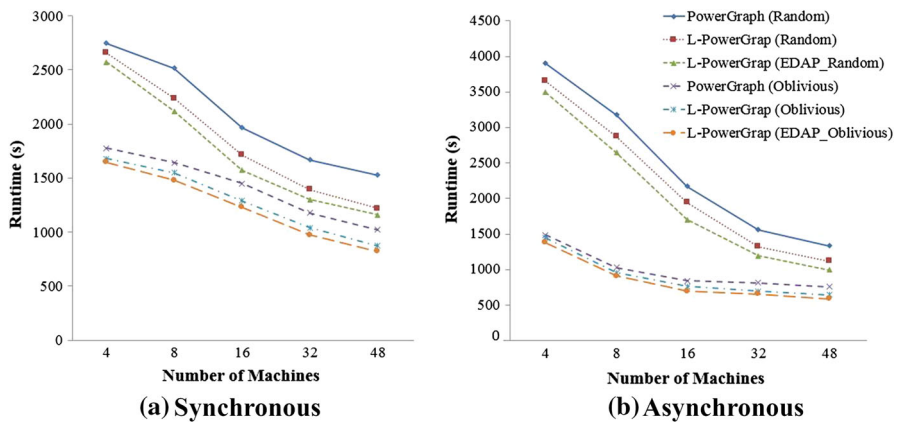 3000
2500
2000
1500
1000
500
0
Runtime (s)
4 8 16 32 48
Number of Machines
(a) Synchronous
4500
4000
3500
3000
2500
2000
1500
1000
500
0
Runtime (s)
4 8 16 32 48
Number of Machines
(b) Asynchronous
PowerGraph (Random)
L-PowerGrap (Random)
L-PowerGrap (EDAP_Random)
PowerGraph (Oblivious)
L-PowerGrap (Oblivious)
L-PowerGrap (EDAP_Oblivious)